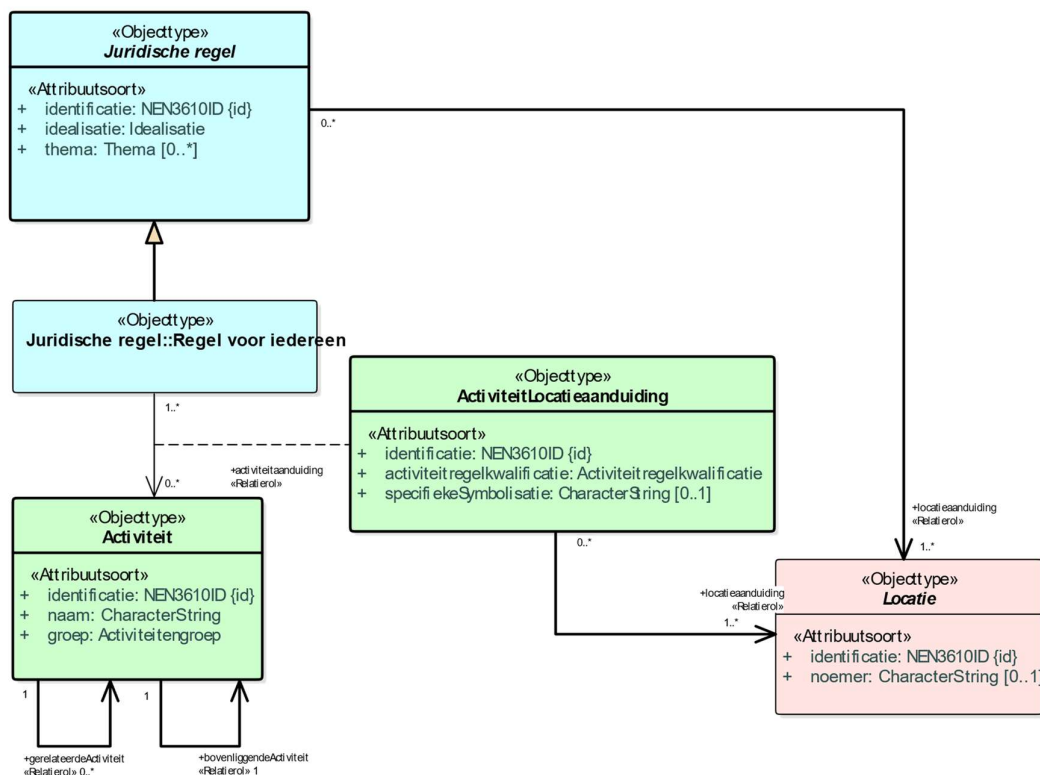 «Objecttype»
Juridische regel
«Attribuutsoort»
+ identificatie: NEN3610ID {id}
+ idealisatie: Idealisatie
+ thema: Thema [0..*]
0..*
«Objecttype»
Juridische regel::Regel voor iedereen
1..*
«Objecttype»
ActiviteitLocatieaanduiding
«Attribuutsoort»
+ identificatie: NEN3610ID {id}
+ activiteitregelkwalificatie: Activiteitregelkwalificatie
+ specifiekeSymbolisatie: CharacterString [0..1]
+activiteitaanduiding
«Relatierol»
0..*
«Objecttype»
Activiteit
«Attribuutsoort»
+ identificatie: NEN3610ID {id}
+ naam: CharacterString
+ groep: Activiteitengroep
0..*
+locatieaanduiding
«Relatierol»
1..*
+locatieaanduiding
«Relatierol»
1..*
«Objecttype»
Locatie
«Attribuutsoort»
+ identificatie: NEN3610ID {id}
+ noemer: CharacterString [0..1]
1
1
+gerelateerdeActiviteit
«Relatierol» 0..*
+bovenliggendeActiviteit
«Relatierol» 1